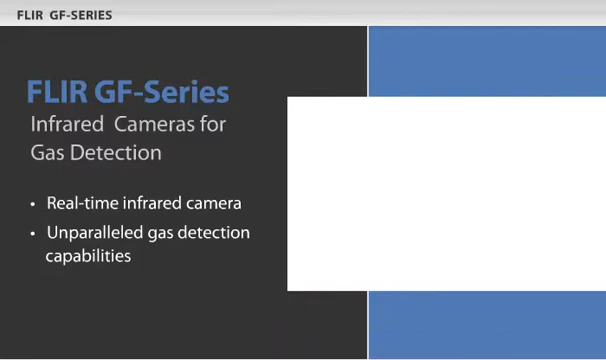 FLIR GF-SERIES
FLIR GF-Series
Infrared Cameras for
Gas Detection
• Real-time infrared camera
• Unparalleled gas detection
capabilities